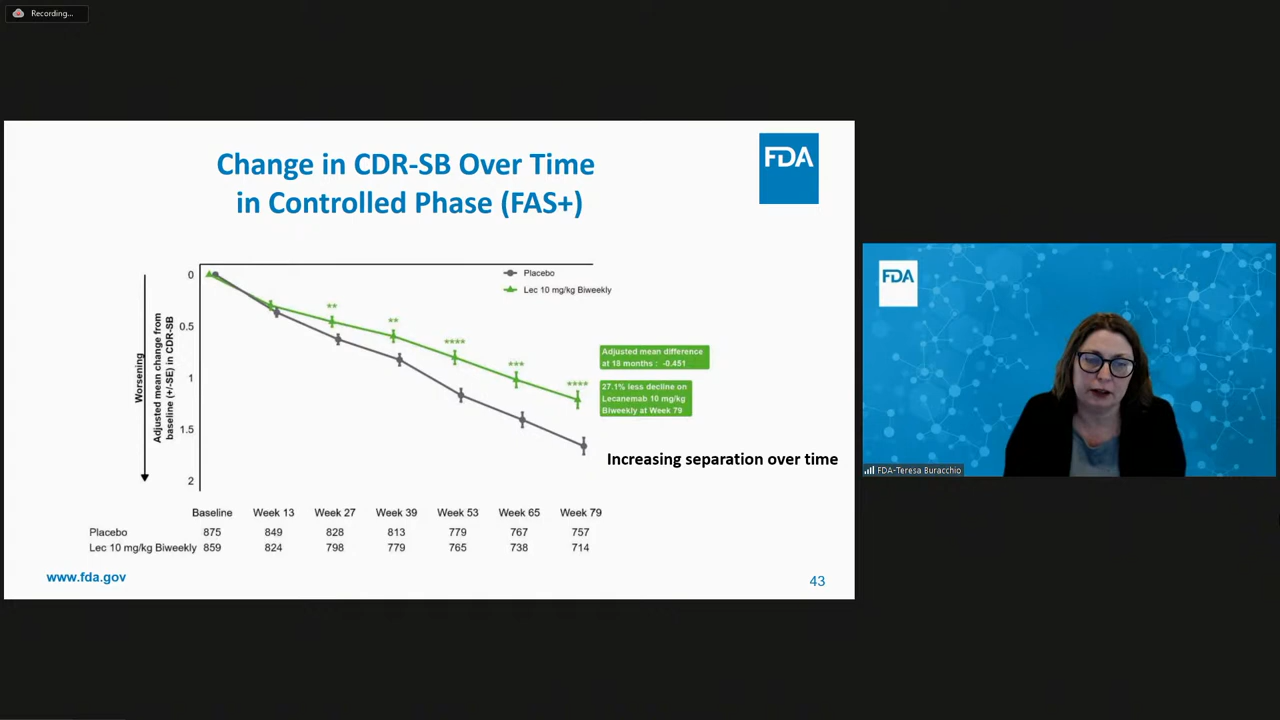 Recording...
Change in CDR-SB Over Time
in Controlled Phase (FAS+)
FDA
0
0.5
1
1.5
2
Worsening
Adjusted mean change from
baseline (+/-SE) in CDR-SB
Placebo
Lec 10 mg/kg Biweekly
**
**
****
***
****
Adjusted mean difference
at 18 months : -0.451
27.1% less decline on
Lecanemab 10 mg/kg
Biweekly at Week 79
Increasing separation over time
Baseline Week 13 Week 27 Week 39 Week 53 Week 65 Week 79
Placebo 875 849 828 813 779 767 757
Lec 10 mg/kg Biweekly 859 824 798 779 765 738 714
www.fda.gov
43
FDA
FDA-Teresa Buracchio